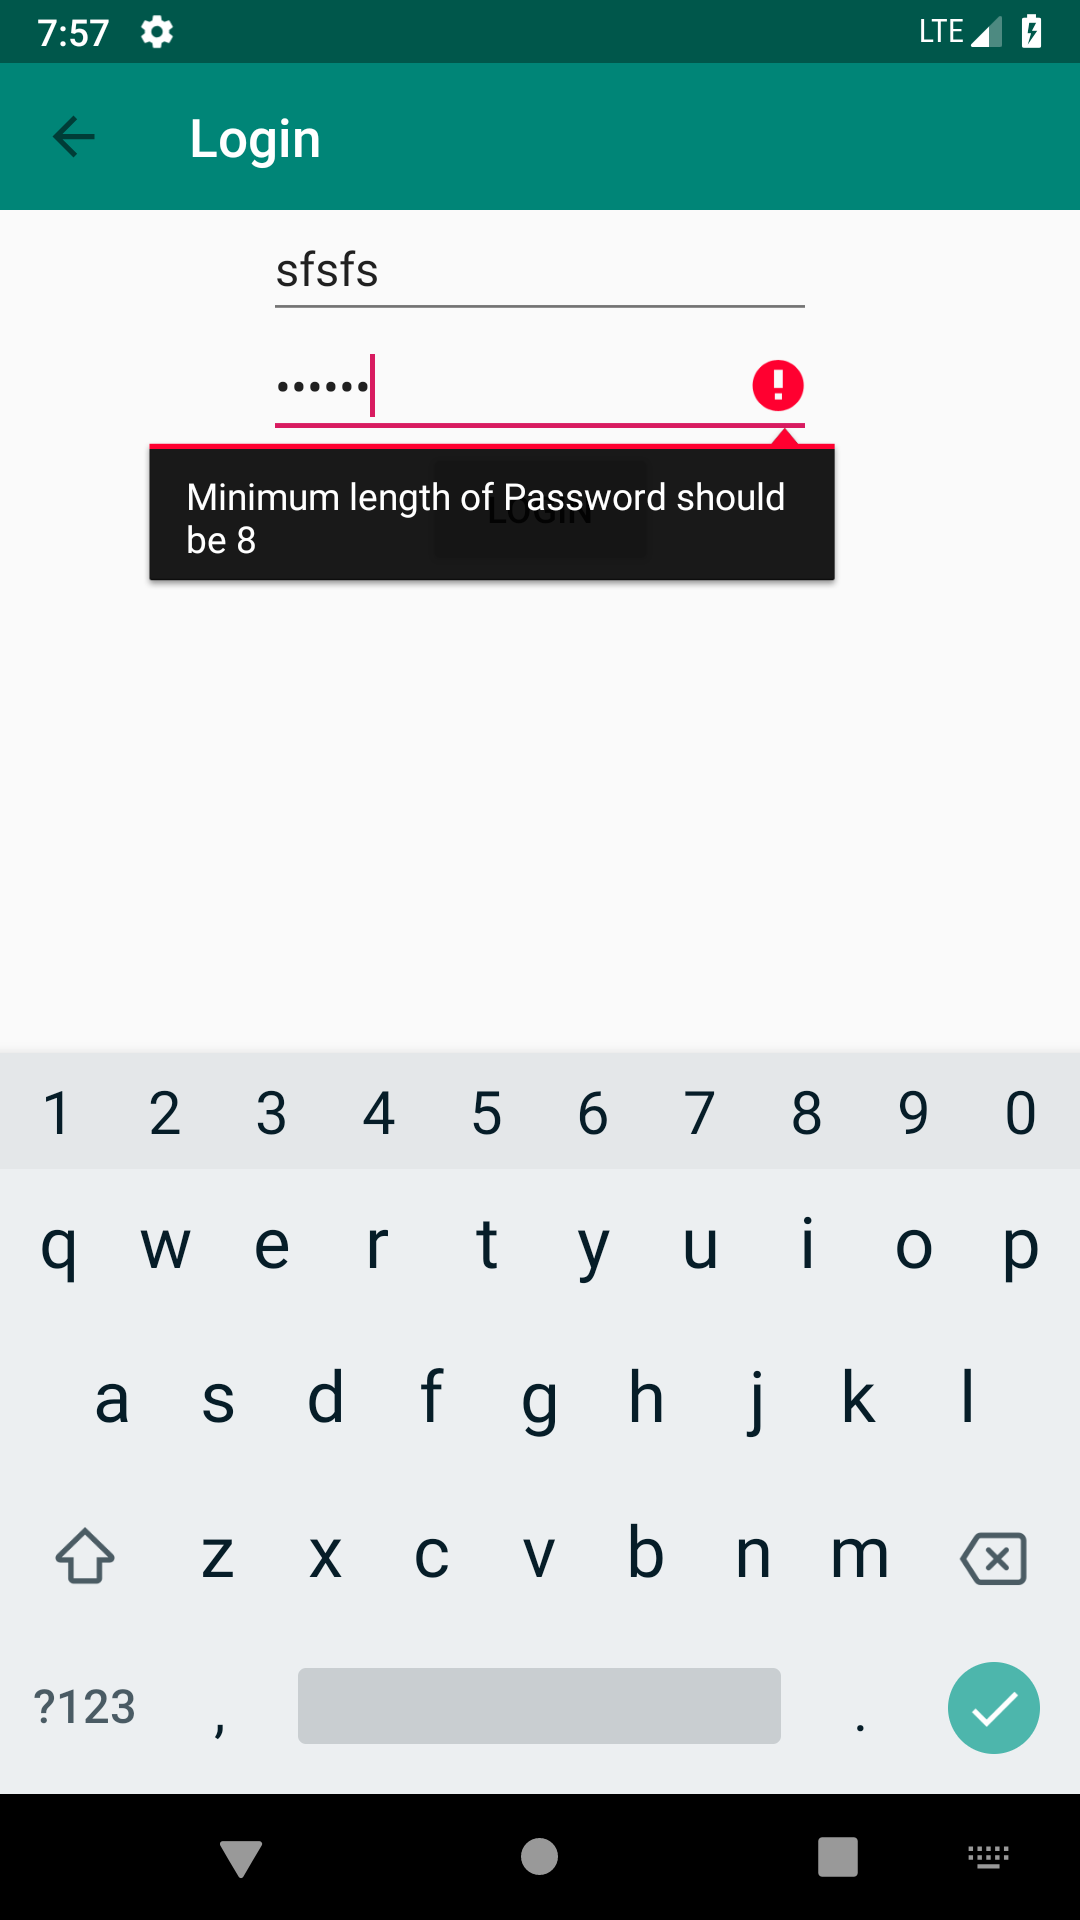 7:57 LTE
Login
sfsfs
••••••
Minimum length of Password should
be 8
LOGIN
1 2 3 4 5 6 7 8 9 0
q w e r t y u i o p
a s d f g h j k l
z x c v b n m
?123 , .